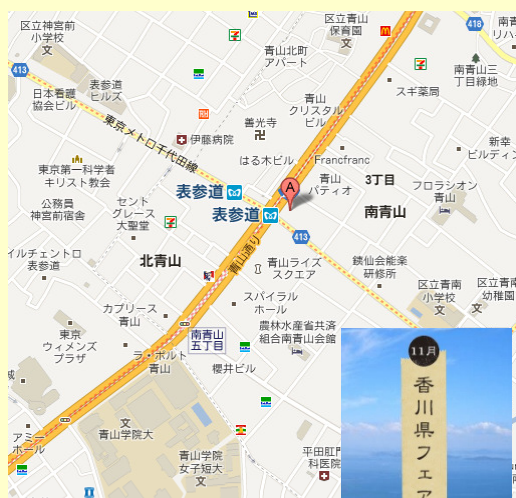 区立神宮前
小学校
区立青山
保育園
418
南青
リハ
青山北町
アパート
413
表参道
ヒルズ
南青山三
丁目緑地
日本看護
協会ビル
青山
クリスタル
ビル
スギ薬局
善光寺
東京メトロ千代田線
伊藤病院
新幸
ビルディン
はる木ビル
Francfranc
東京第一科学者
キリスト教会
表参道
A
青山
パティオ
3丁目
フロラシオン
青山
公務員
神宮前宿舎
セント
グレース
大聖堂
表参道
南青山
413
イルチェントロ
表参道
北青山
青山通り
青山ライズ
スクエア
銕仙会能楽
研修所
区立青南
小学校
区立青南
幼稚園
カプリース
青山
スパイラル
ホール
東京
ウィメンズ
プラザ
南青山
五丁目
農林水産省共済
組合南青山会館
11月
ラ・ポルト
青山
櫻井ビル
香川県フェア
城
アミー
ホール
青山学院大
青山学院
女子短大
平田肛門
科医院